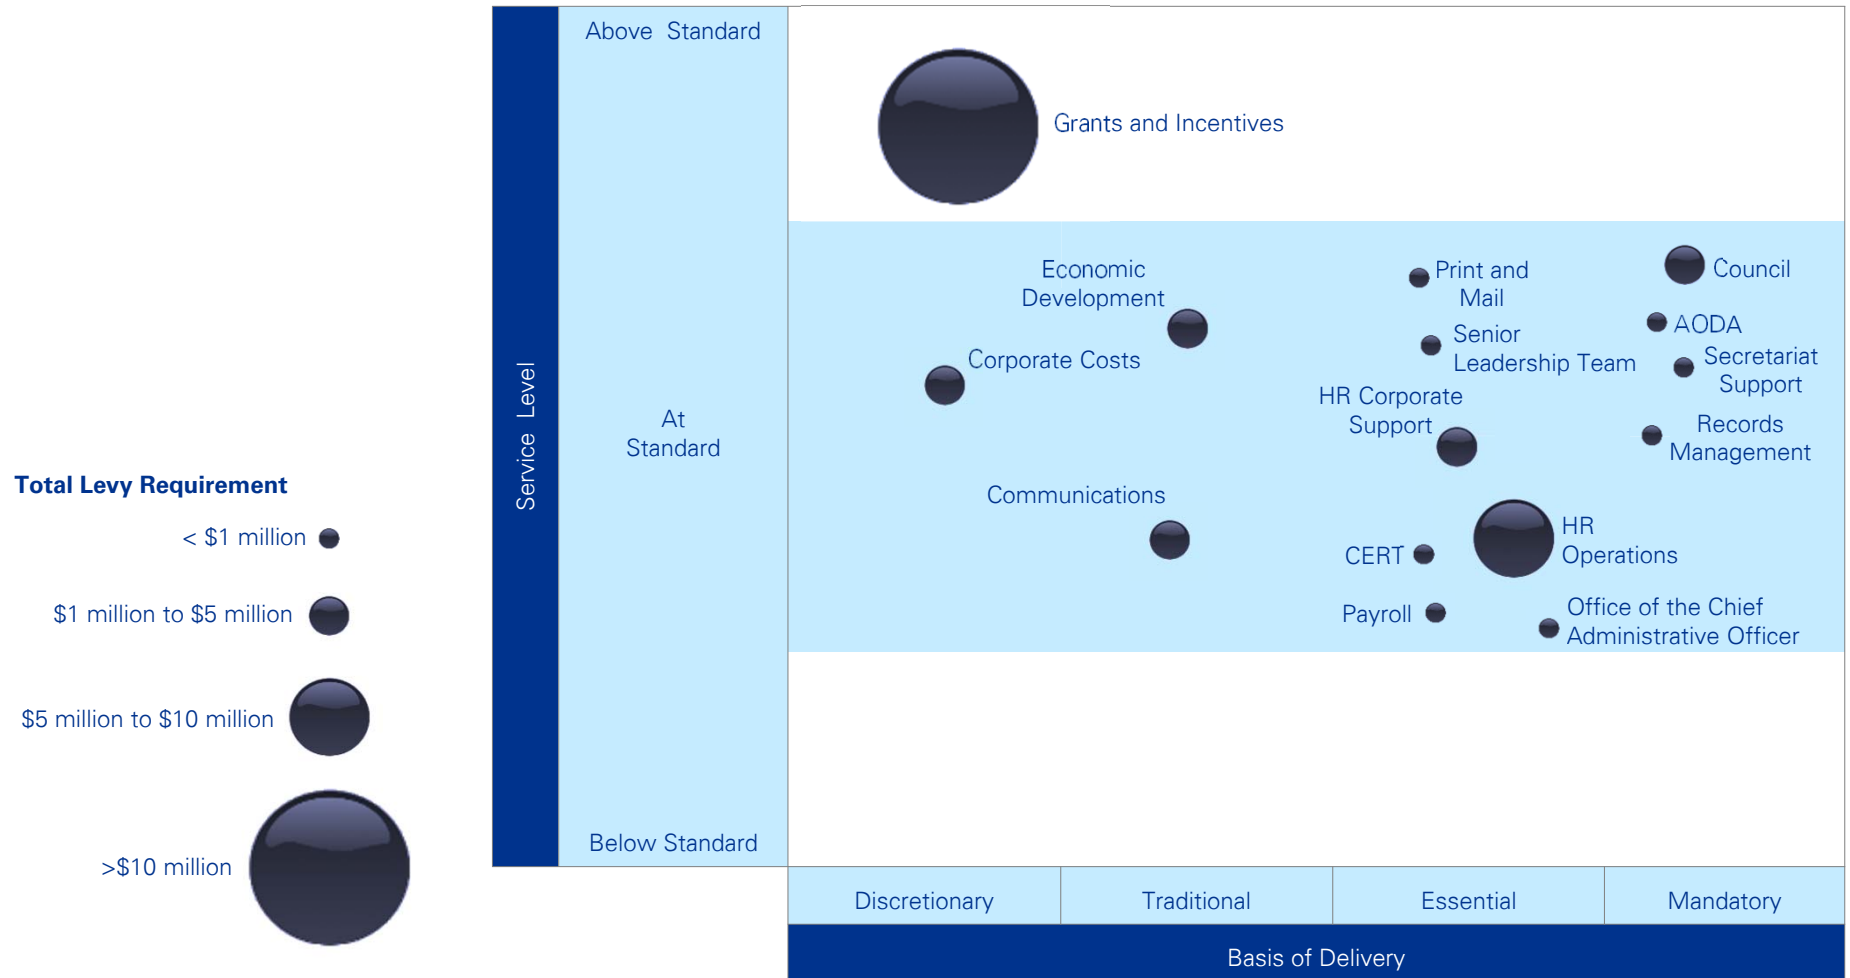 Above Standard
Grants and Incentives
Economic
Development
Print and
Mail
Council
AODA
Senior
Leadership Team
Secretariat
Support
Corporate Costs
HR Corporate
Support
Records
Management
Service Level
At
Standard
Communications
HR
Operations
CERT
Payroll
Office of the Chief
Administrative Officer
Below Standard
Discretionary
Traditional
Essential
Mandatory
Basis of Delivery
Total Levy Requirement
< $1 million
$1 million to $5 million
$5 million to $10 million
>$10 million